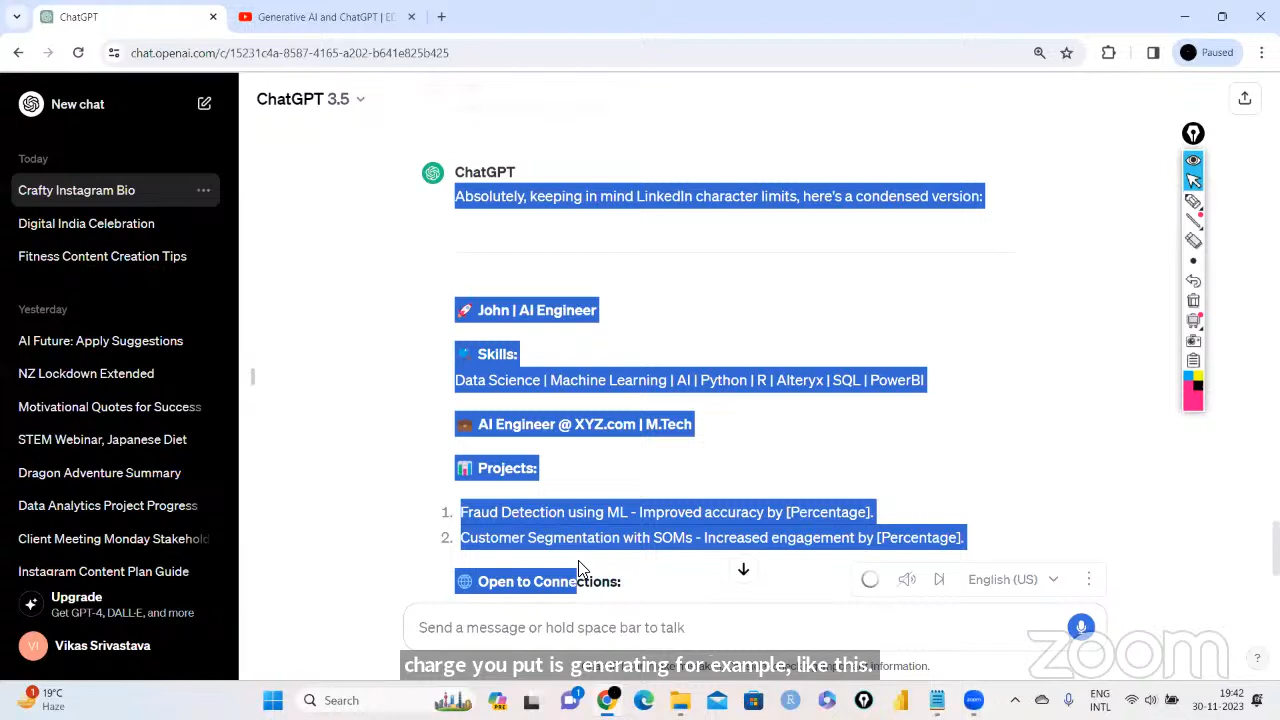 ChatGPT
Generative AI and ChatGPT | ED
chat.openai.com/c/15231c4a-8587-4165-a202-b641e825b425
Paused
New chat
ChatGPT 3.5
Today
Crafty Instagram Bio
Digital India Celebration
Fitness Content Creation Tips
Yesterday
AI Future: Apply Suggestions
NZ Lockdown Extended
Motivational Quotes for Success
STEM Webinar, Japanese Diet
Dragon Adventure Summary
Data Analytics Project Progress
Client Meeting Monday Stakehold
Instagram Content Plan Guide
Upgrade
Get GPT-4, DALL·E, and more
VI
Vikas Srivastava
ChatGPT
Absolutely, keeping in mind LinkedIn character limits, here's a condensed version:
🚀 John | AI Engineer
Skills:
Data Science | Machine Learning | AI | Python | R | Alteryx | SQL | PowerBI
💼 AI Engineer @ XYZ.com | M.Tech
📊 Projects:
1. Fraud Detection using ML - Improved accuracy by [Percentage].
2. Customer Segmentation with SOMs - Increased engagement by [Percentage].
🌐 Open to Connections:
English (US)
Send a message or hold space bar to talk
zoom
charge you put is generating for example, like this
information.
?
1
19°C
Haze
Search
1
R
zoom
ENG
INTL
19:42
30-11-2023